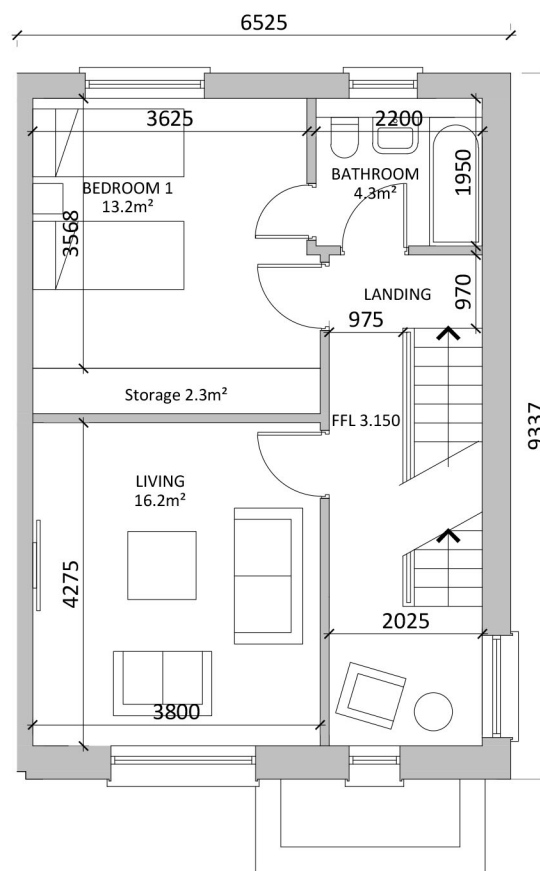 6525
3625
2200
BEDROOM 1
13.2m²
BATHROOM
4.3m²
1950
3568
LANDING
970
975
Storage 2.3m²
FFL 3.150
9337
LIVING
16.2m²
4275
2025
3800